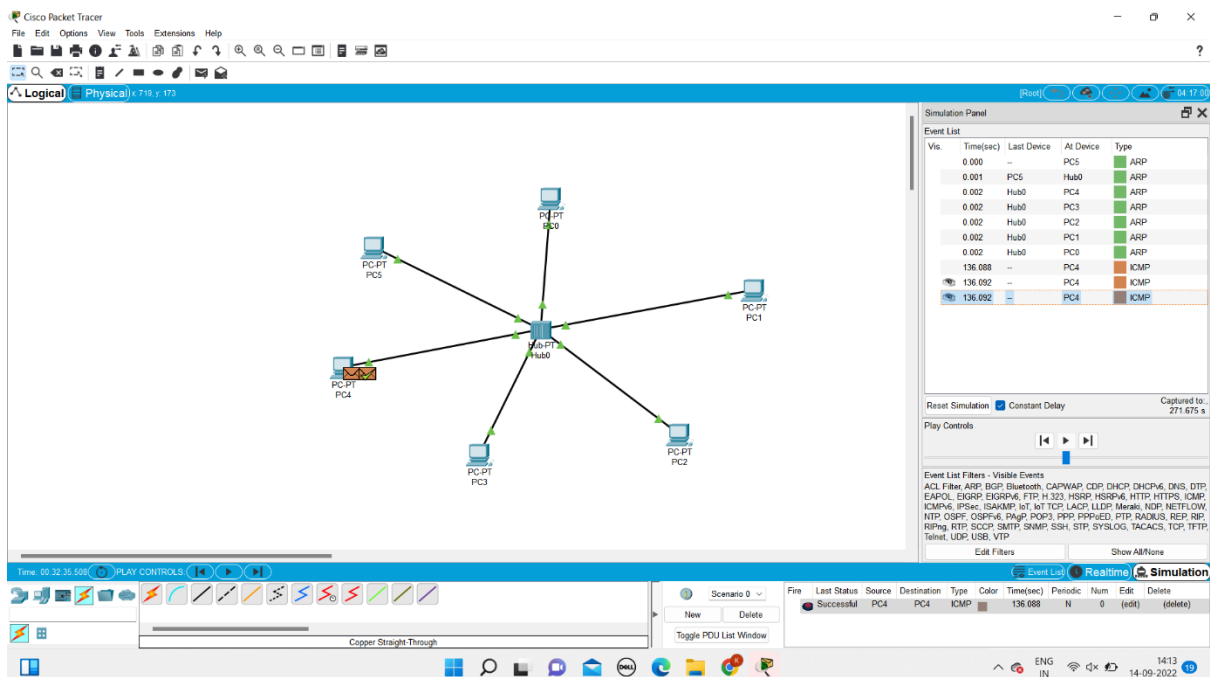 Cisco Packet Tracer
File Edit Options View Tools Extensions Help
?
Logical Physical x: 719, y: 173 [Root] 04:17:00
PC-PT
PC0
PC-PT
PC5
PC-PT
PC1
Hub-PT
Hub0
PC-PT
PC4
PC-PT
PC2
PC-PT
PC3
Simulation Panel
Event List
Vis. Time(sec) Last Device At Device Type
0.000 -- PC5 ARP
0.001 PC5 Hub0 ARP
0.002 Hub0 PC4 ARP
0.002 Hub0 PC3 ARP
0.002 Hub0 PC2 ARP
0.002 Hub0 PC1 ARP
0.002 Hub0 PC0 ARP
136.088 -- PC4 ICMP
136.092 -- PC4 ICMP
136.092 -- PC4 ICMP
Reset Simulation Constant Delay Captured to:
271.675 s
Play Controls
Event List Filters - Visible Events
ACL Filter, ARP, BGP, Bluetooth, CAPWAP, CDP, DHCP, DHCPv6, DNS, DTP,
EAPOL, EIGRP, EIGRPv6, FTP, H.323, HSRP, HSRPv6, HTTP, HTTPS, ICMP,
ICMPv6, IPSec, ISAKMP, IoT, IoT TCP, LACP, LLDP, Meraki, NDP, NETFLOW,
NTP, OSPF, OSPFv6, PAgP, POP3, PPP, PPPoED, PTP, RADIUS, REP, RIP,
RIPng, RTP, SCCP, SMTP, SNMP, SSH, STP, SYSLOG, TACACS, TCP, TFTP,
Telnet, UDP, USB, VTP
Edit Filters Show All/None
Time: 00:32:35.508 PLAY CONTROLS: Event List Realtime Simulation
Scenario 0
New Delete
Toggle PDU List Window
Fire Last Status Source Destination Type Color Time(sec) Periodic Num Edit Delete
Successful PC4 PC4 ICMP 136.088 N 0 (edit) (delete)
Copper Straight-Through
DELL
K
ENG
IN
14:13
14-09-2022
19